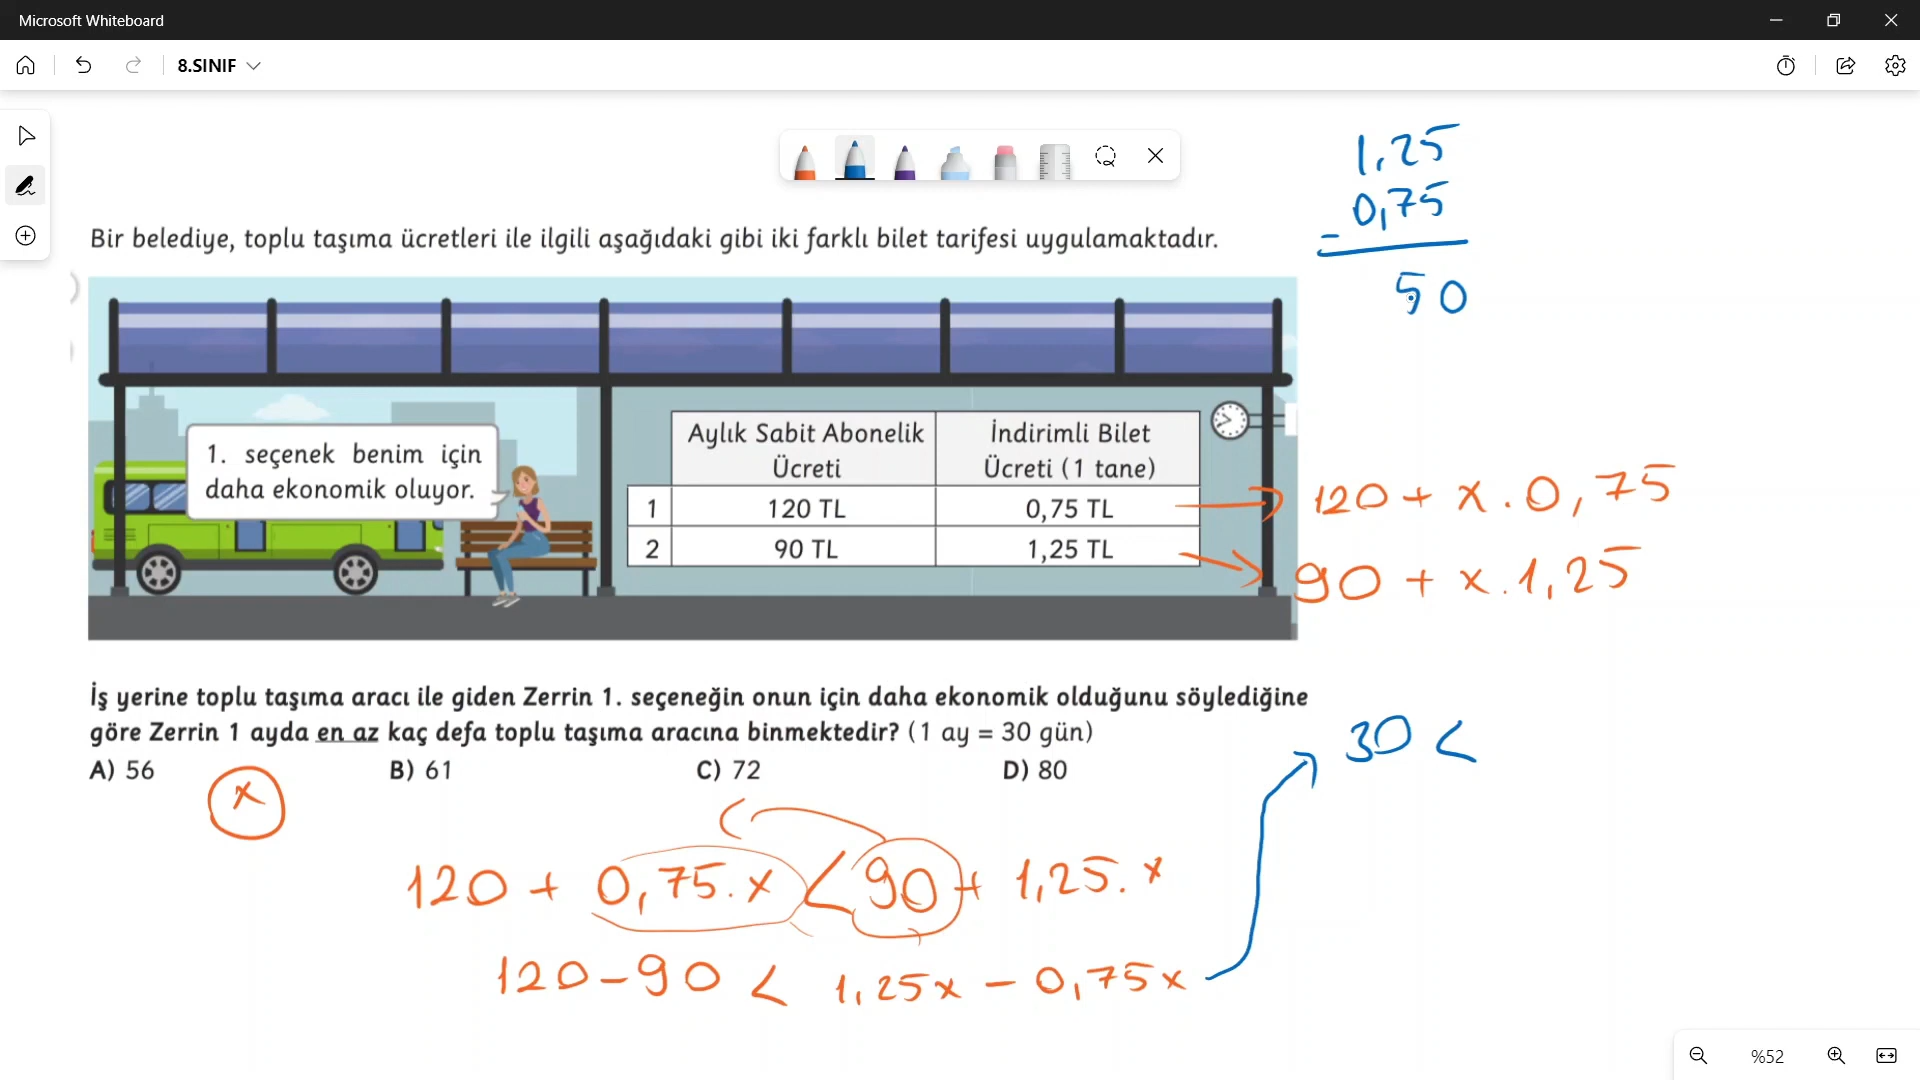 Microsoft Whiteboard
8.SINIF
1,25
0,75
-
50
Bir belediye, toplu taşıma ücretleri ile ilgili aşağıdaki gibi iki farklı bilet tarifesi uygulamaktadır.
1. seçenek benim için
daha ekonomik oluyor.
Aylık Sabit Abonelik Ücreti
İndirimli Bilet Ücreti (1 tane)
1 120 TL 0,75 TL
2 90 TL 1,25 TL
120 + x . 0,75
90 + x . 1,25
İş yerine toplu taşıma aracı ile giden Zerrin 1. seçeneğin onun için daha ekonomik olduğunu söylediğine
göre Zerrin 1 ayda en az kaç defa toplu taşıma aracına binmektedir? (1 ay = 30 gün)
A) 56 B) 61 C) 72 D) 80
30 <
x
120 + 0,75 . x < 90 + 1,25 . x
120 - 90 < 1,25x - 0,75x
%52